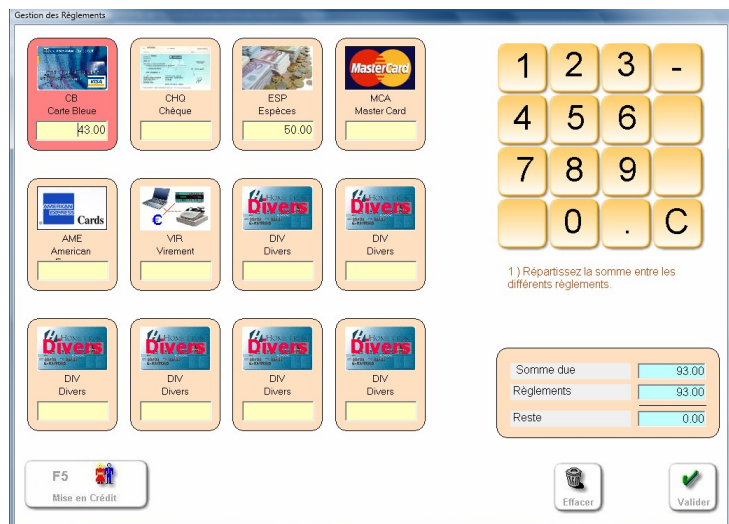 Gestion des Règlements
VISA
CB
Carte Bleue
43.00
CHQ
Chèque
ESP
Espèces
50.00
MasterCard
MCA
Master Card
1 2 3 -
4 5 6
7 8 9
0 . C
AMERICAN EXPRESS
Cards
AME
American
€
VIR
Virement
Divers
DIV
Divers
Divers
DIV
Divers
1 ) Répartissez la somme entre les
différents règlements.
Divers
DIV
Divers
Divers
DIV
Divers
Divers
DIV
Divers
Divers
DIV
Divers
Somme due 93.00
Règlements 93.00
Reste 0.00
F5
Mise en Crédit
Effacer
Valider